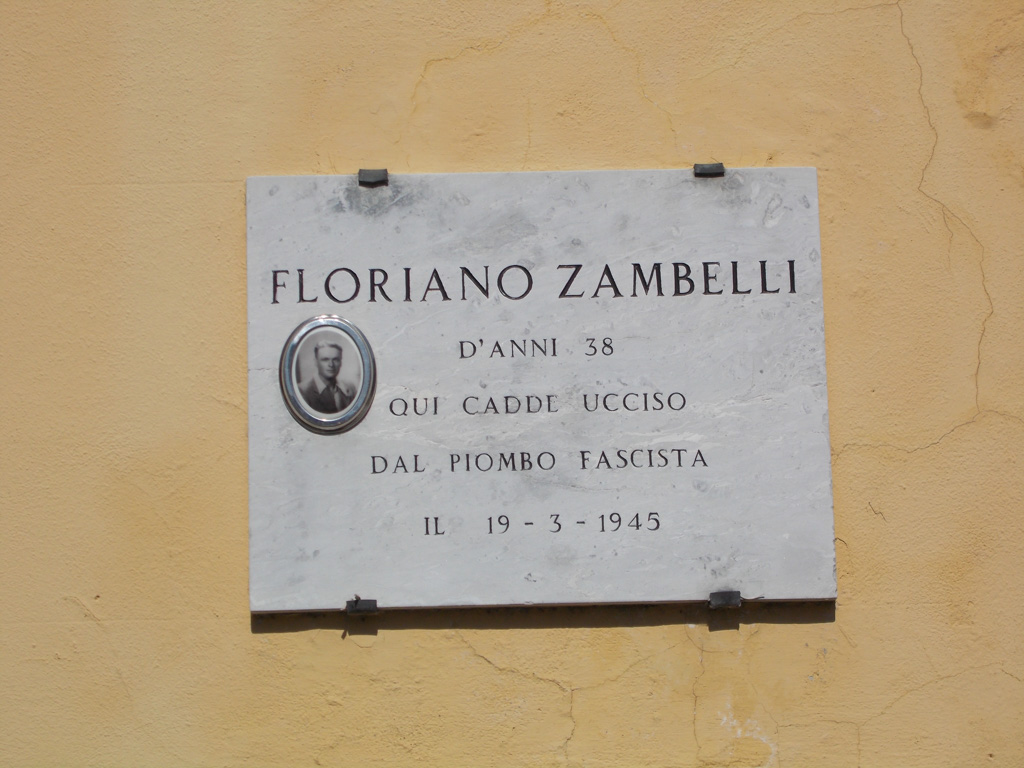 FLORIANO ZAMBELLI
D'ANNI 38
QUI CADDE UCCISO
DAL PIOMBO FASCISTA
IL 19 - 3 - 1945